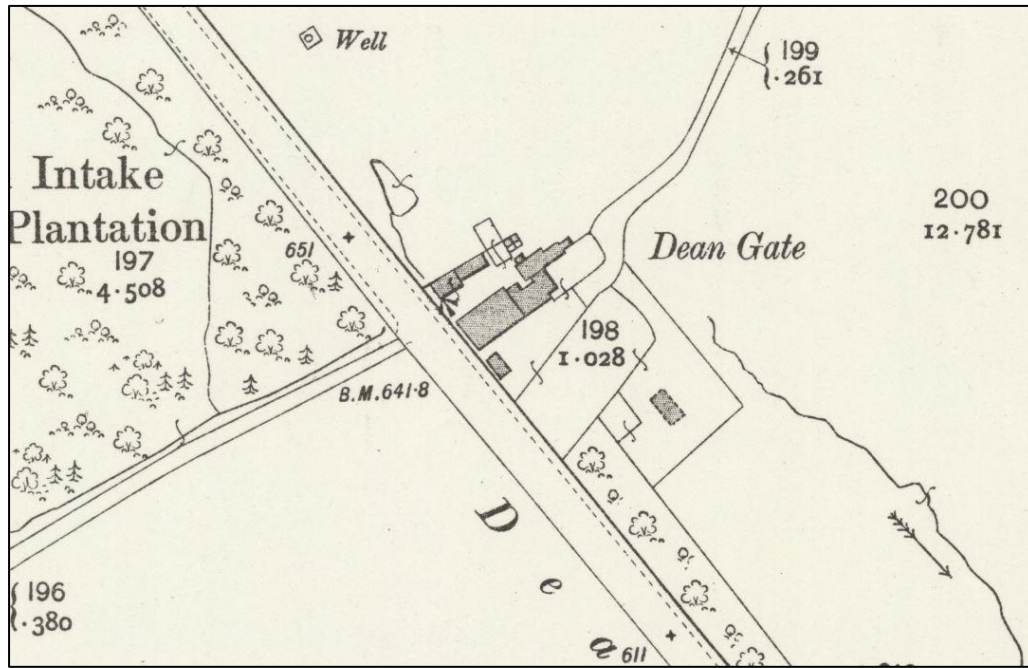 Well
199
·261
Intake
Plantation
197
4·508
651
200
12·781
Dean Gate
198
1·028
B.M.641·8
D
e
a
196
·380
611